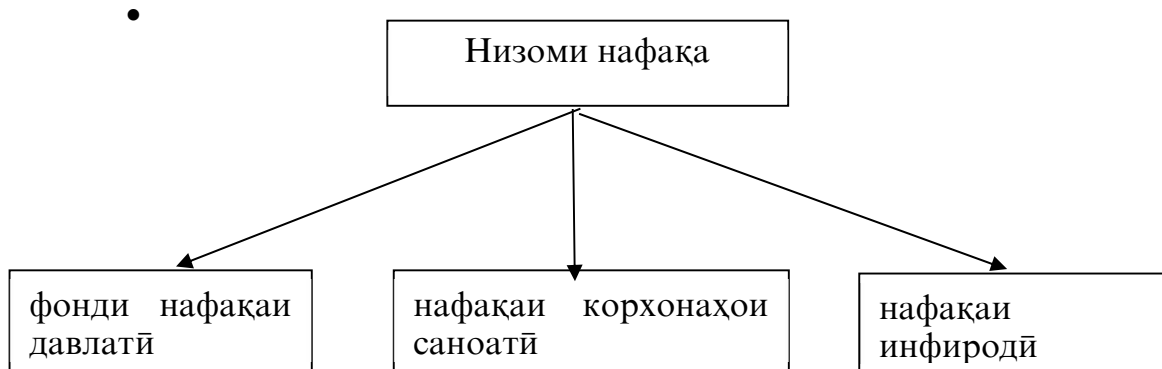 Низоми нафақа
фонди нафақаи
давлатӣ
нафақаи корхонаҳои
саноатӣ
нафақаи
инфиродӣ